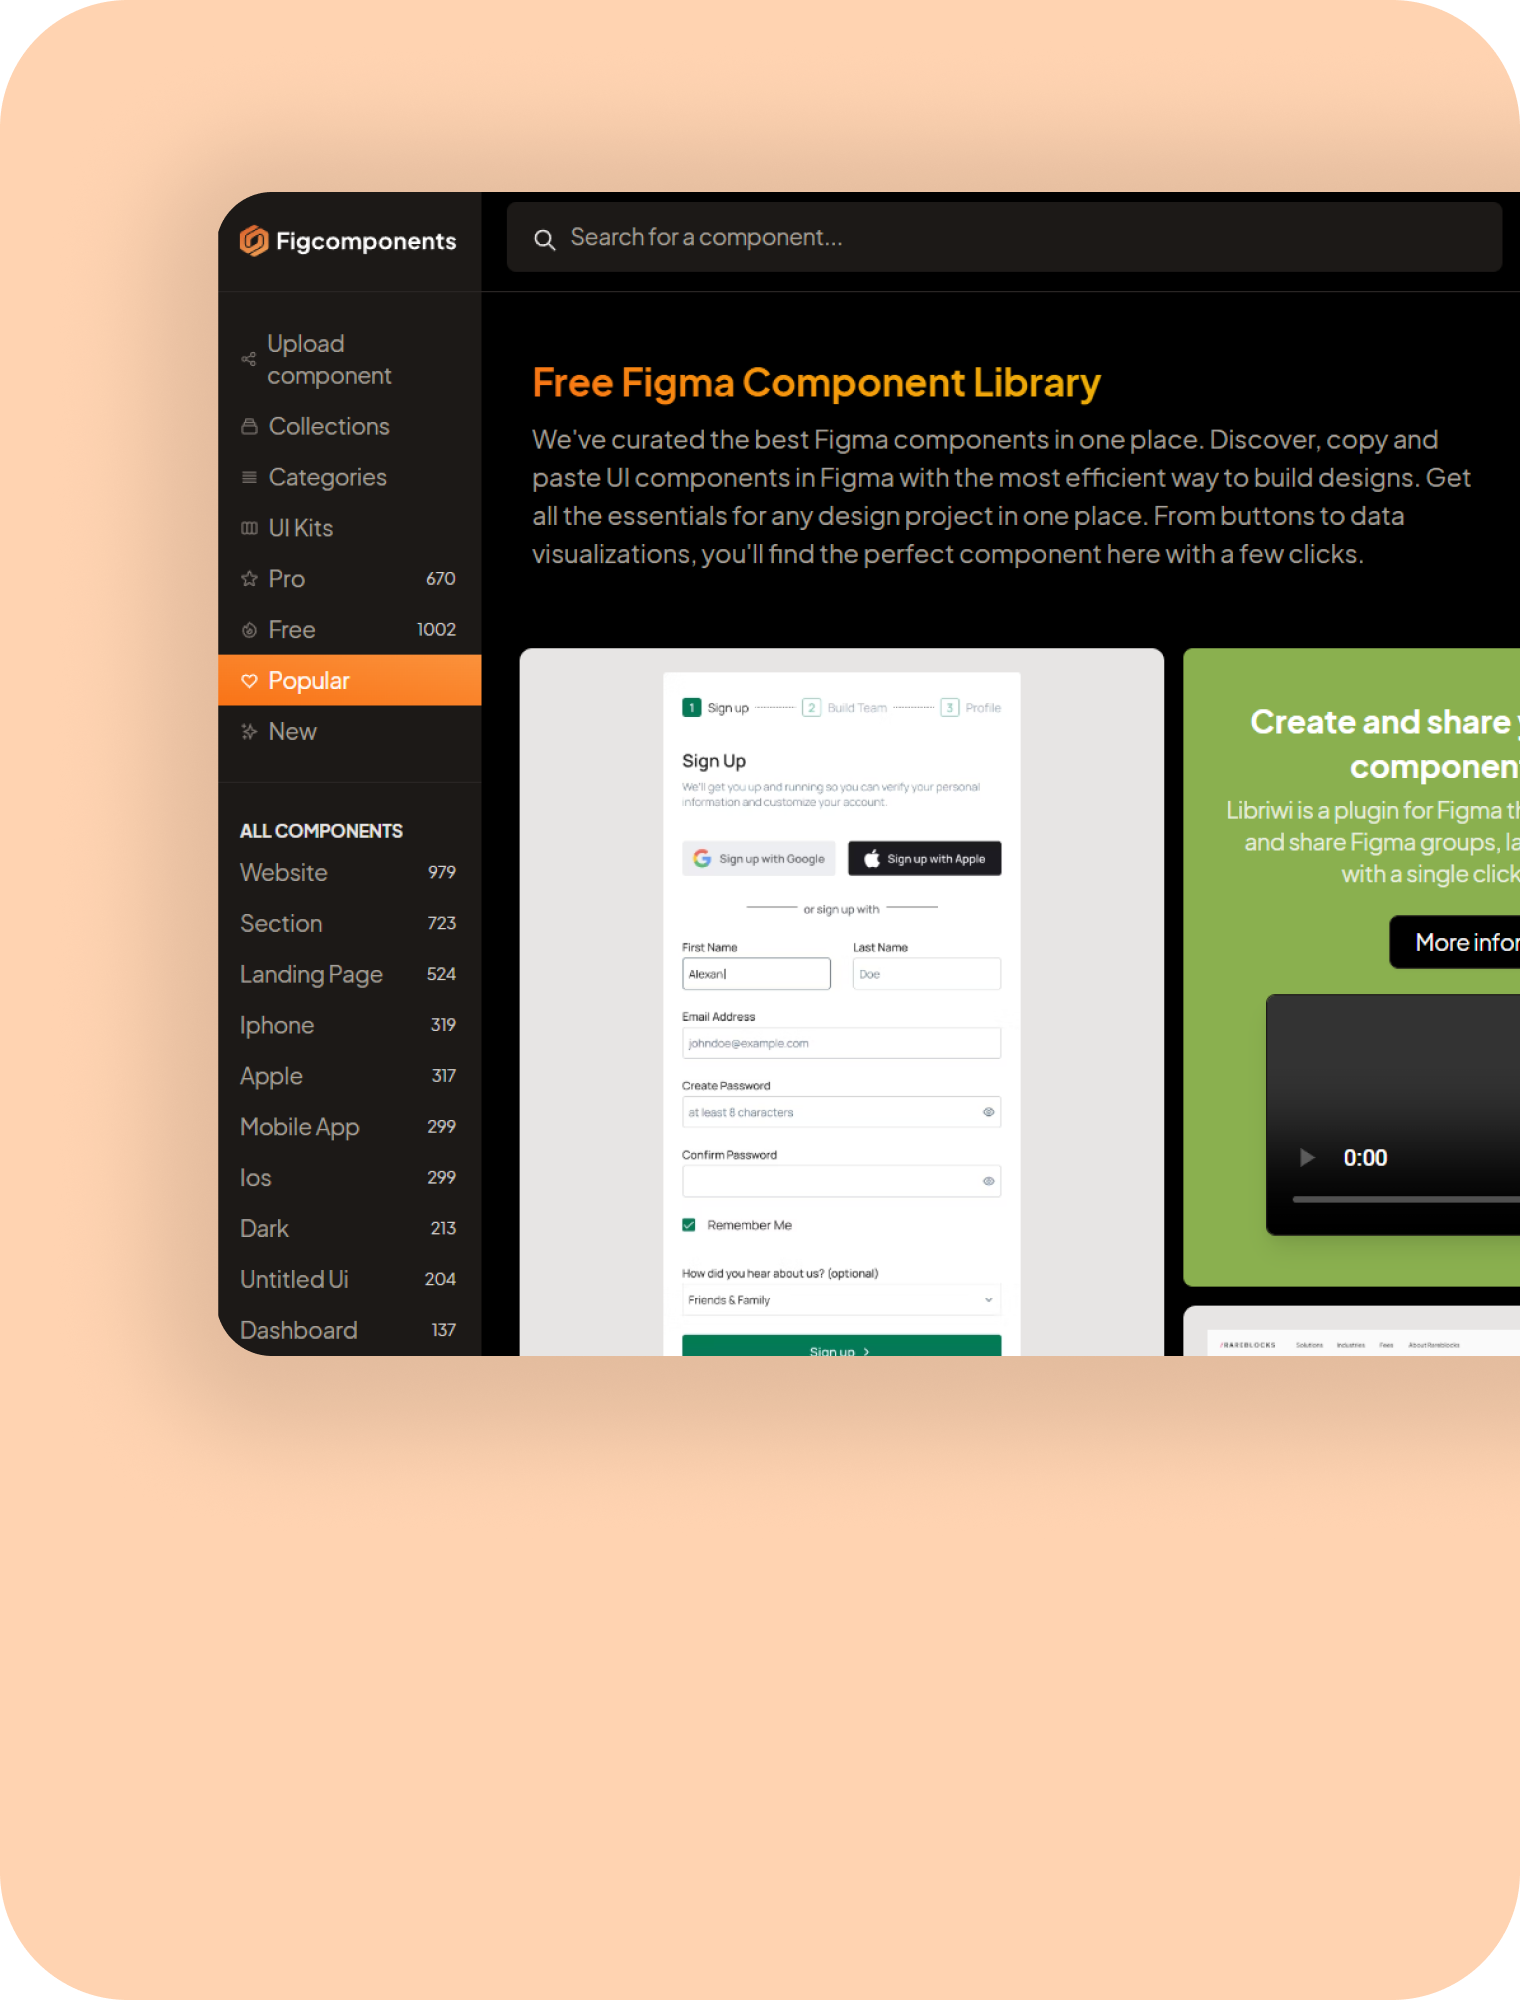 Figcomponents
Search for a component...
Upload
component
Collections
Categories
UI Kits
Pro 670
Free 1002
Popular
New
ALL COMPONENTS
Website 979
Section 723
Landing Page 524
Iphone 319
Apple 317
Mobile App 299
Ios 299
Dark 213
Untitled Ui 204
Dashboard 137
Free Figma Component Library
We've curated the best Figma components in one place. Discover, copy and
paste UI components in Figma with the most efficient way to build designs. Get
all the essentials for any design project in one place. From buttons to data
visualizations, you'll find the perfect component here with a few clicks.
1 Sign up 2 Build Team 3 Profile
Sign Up
We'll get you up and running so you can verify your personal
information and customize your account.
Sign up with Google Sign up with Apple
or sign up with
First Name Last Name
Alexan Doe
Email Address
johndoe@example.com
Create Password
at least 8 characters
Confirm Password
Remember Me
How did you hear about us? (optional)
Friends & Family
Sign up
Create and share
component
Libriwi is a plugin for Figma th
and share Figma groups, la
with a single click
More infor
0:00
RAREBLOCKS Solutions Industries Fees About Rareblocks